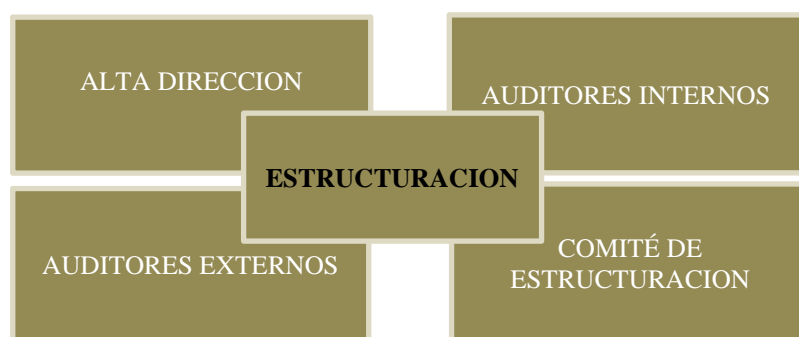 ALTA DIRECCION
AUDITORES INTERNOS
ESTRUCTURACION
AUDITORES EXTERNOS
COMITÉ DE
ESTRUCTURACION